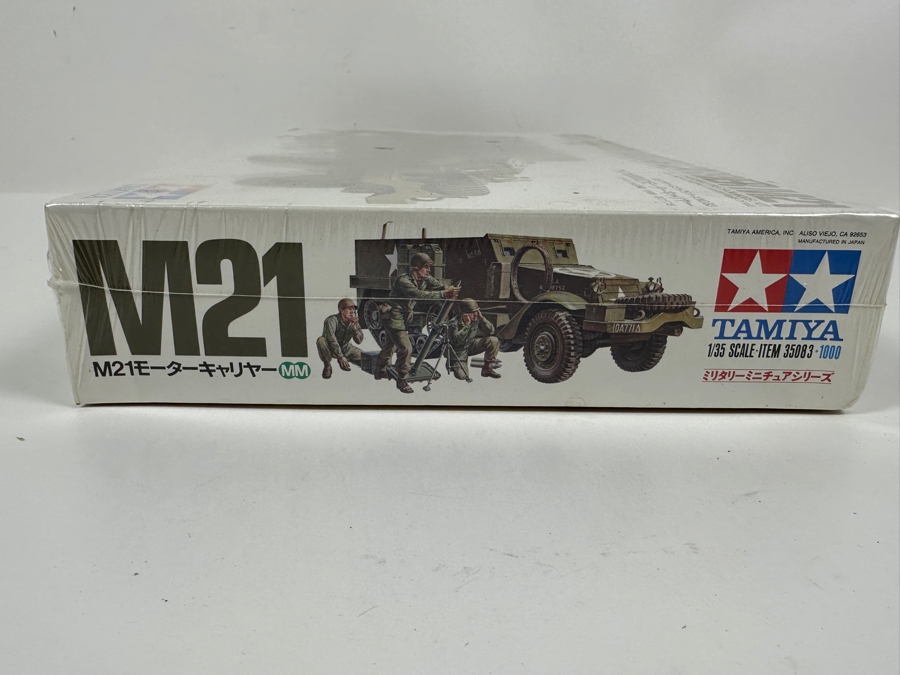 M21
M21モーターキャリヤー MM
TAMIYA AMERICA, INC. ALISO VIEJO, CA 92653
MANUFACTURED IN JAPAN
TAMIYA
1/35 SCALE·ITEM 35083★1000
ミリタリーミニチュアシリーズ